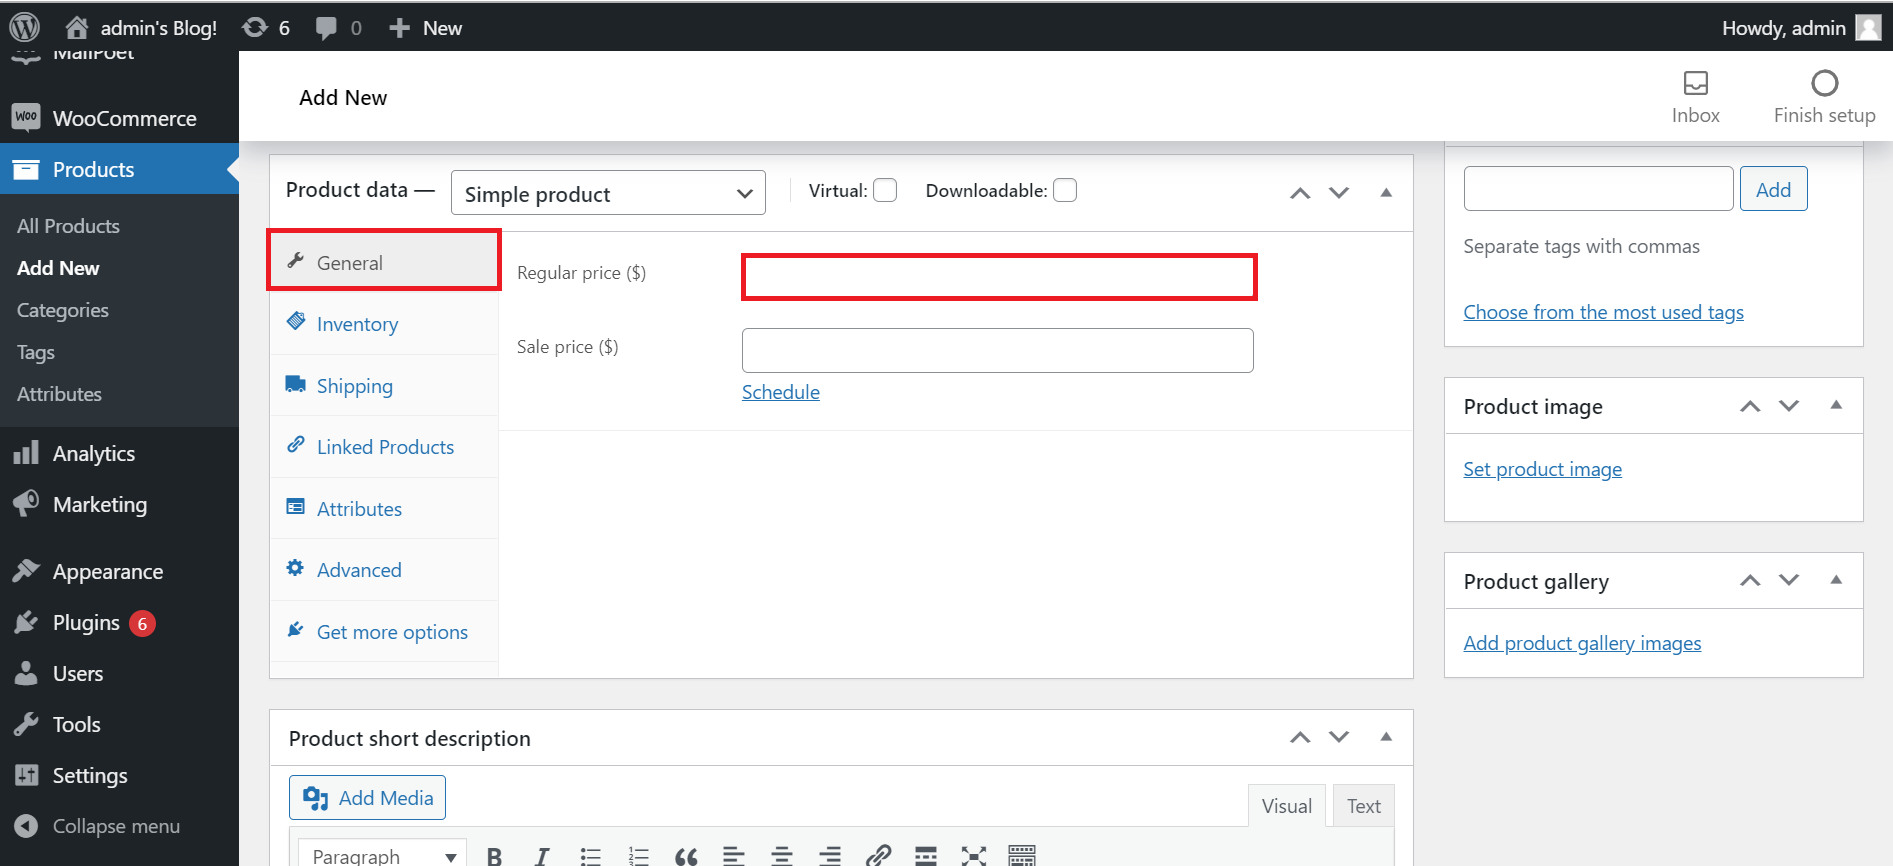 admin's Blog!
6
0
New
Howdy, admin
MailPoet
WooCommerce
Products
All Products
Add New
Categories
Tags
Attributes
Analytics
Marketing
Appearance
Plugins 6
Users
Tools
Settings
Collapse menu
Add New
Inbox
Finish setup
Product data —
Simple product
Virtual:
Downloadable:
General
Inventory
Shipping
Linked Products
Attributes
Advanced
Get more options
Regular price ($)
Sale price ($)
Schedule
Product short description
Add Media
Visual
Text
Paragraph
Add
Separate tags with commas
Choose from the most used tags
Product image
Set product image
Product gallery
Add product gallery images